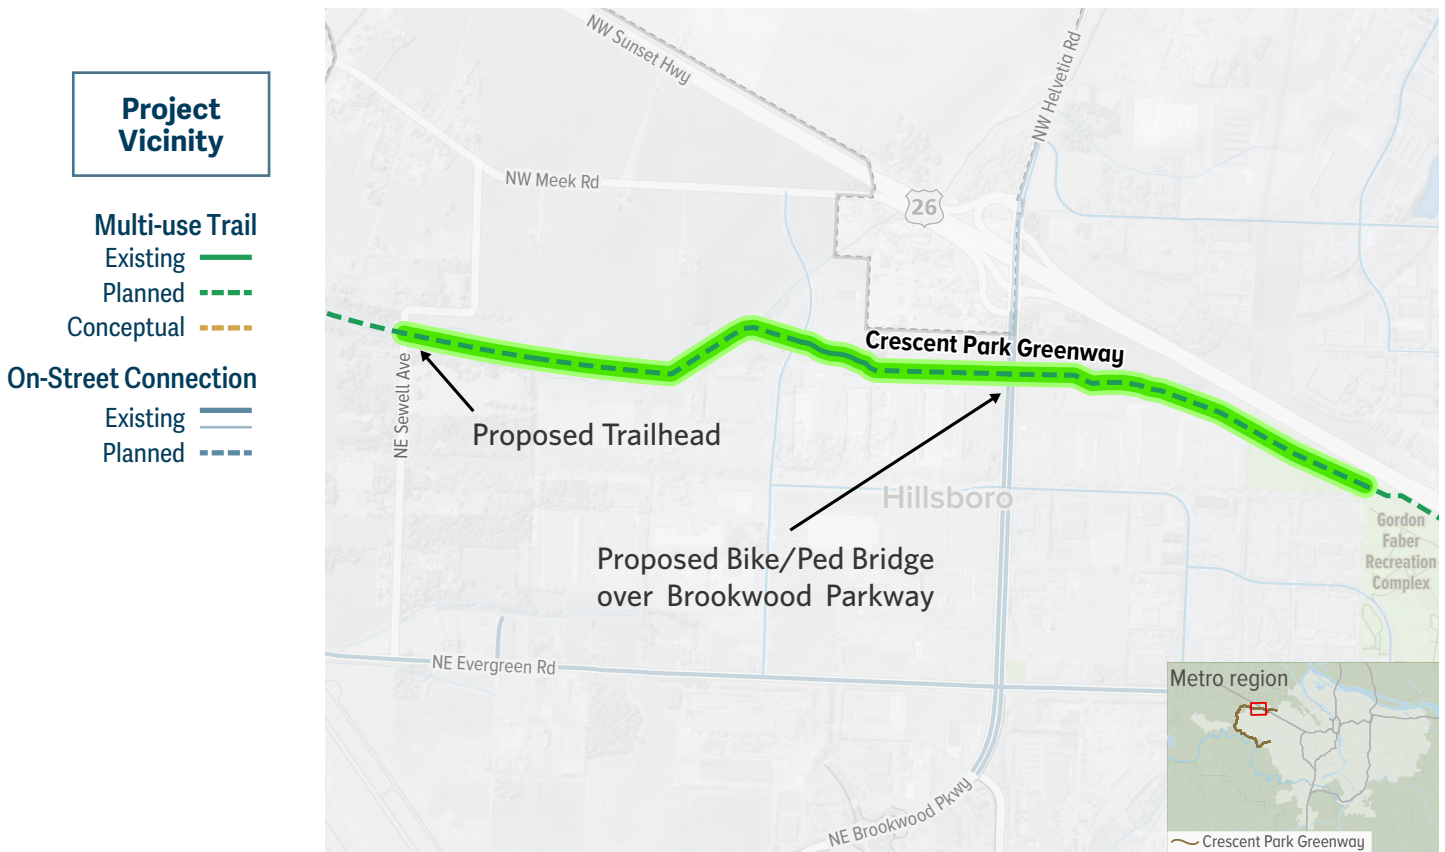 Project
Vicinity
Multi-use Trail
Existing
Planned
Conceptual
On-Street Connection
Existing
Planned
NW Sunset Hwy
NW Helvetia Rd
NW Meek Rd
26
Crescent Park Greenway
NE Sewell Ave
Proposed Trailhead
Hillsboro
Gordon
Faber
Recreation
Complex
Proposed Bike/Ped Bridge
over Brookwood Parkway
NE Evergreen Rd
NE Brookwood Pkwy
Metro region
Crescent Park Greenway